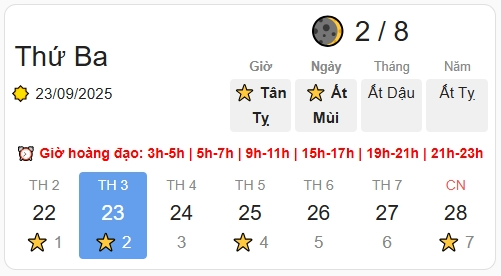 2 / 8
Thứ Ba
23/09/2025
Giờ Ngày Tháng Năm
Tân Tỵ
Ất Mùi
Ất Dậu
Ất Tỵ
Giờ hoàng đạo: 3h-5h | 5h-7h | 9h-11h | 15h-17h | 19h-21h | 21h-23h
TH 2 TH 3 TH 4 TH 5 TH 6 TH 7 CN
22 23 24 25 26 27 28
1 2 3 4 5 6 7